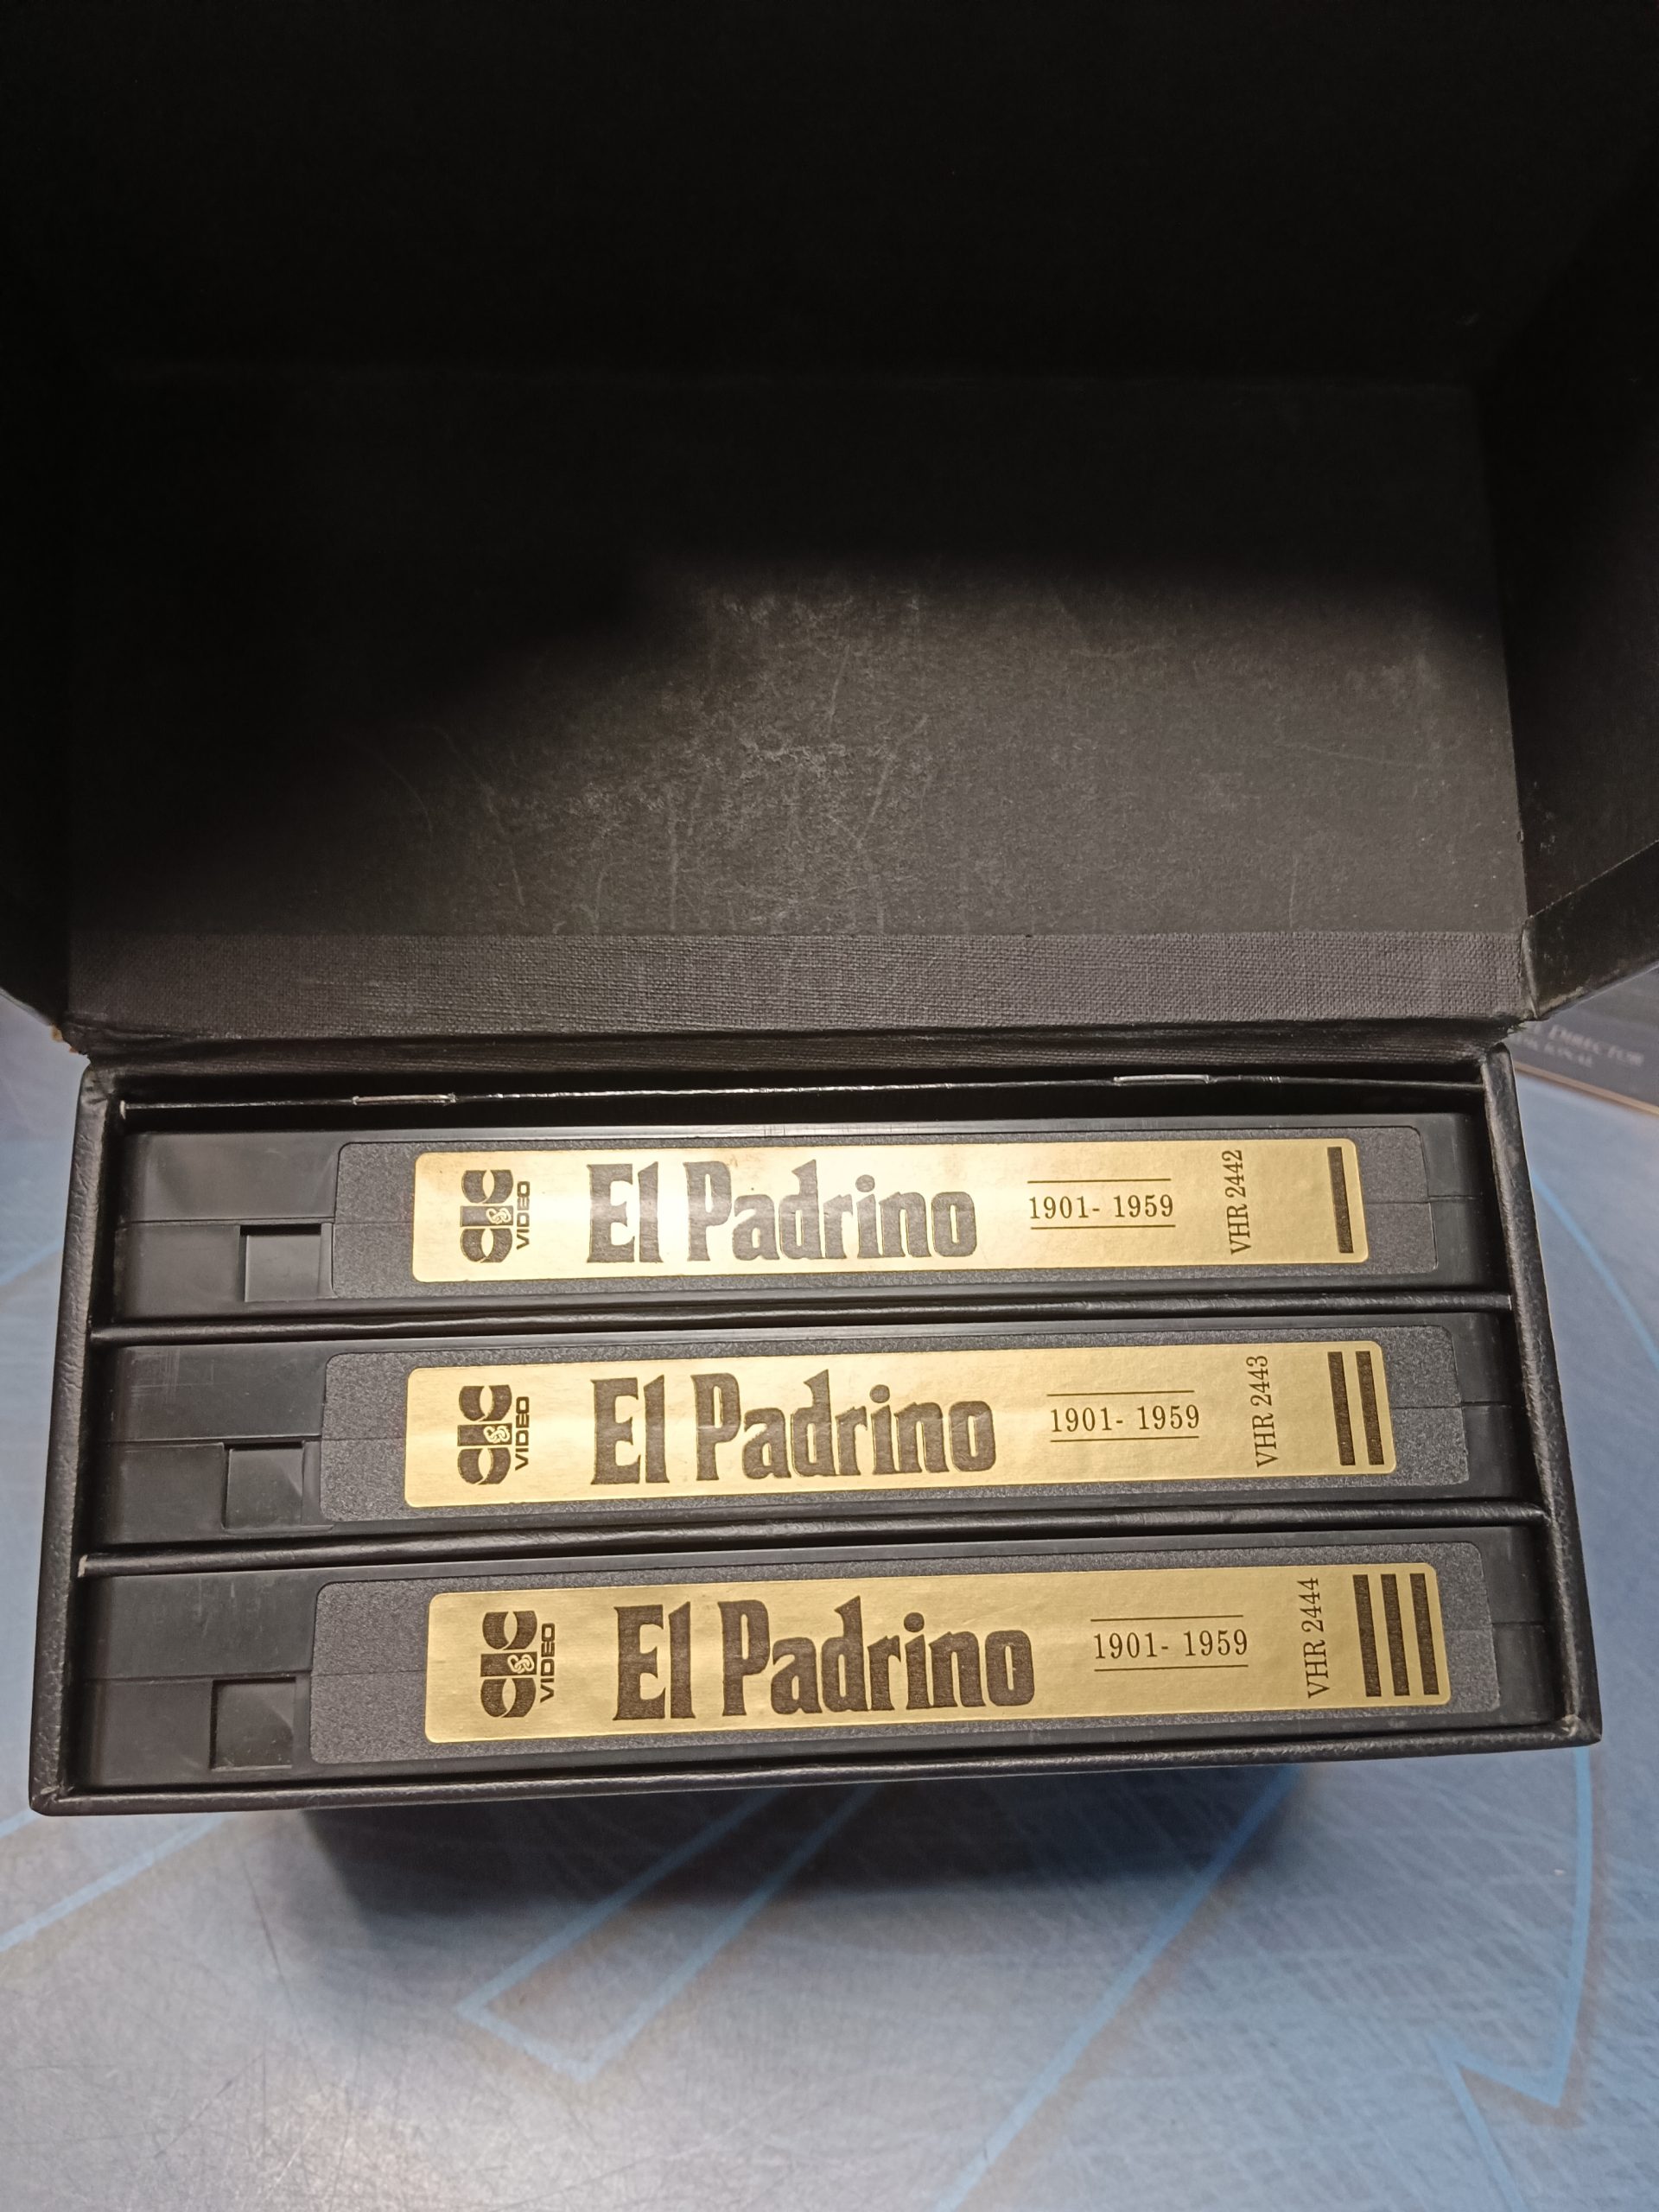 CIC
VIDEO
El Padrino
1901- 1959
VHR 2442
I
CIC
VIDEO
El Padrino
1901- 1959
VHR 2443
II
CIC
VIDEO
El Padrino
1901- 1959
VHR 2444
III